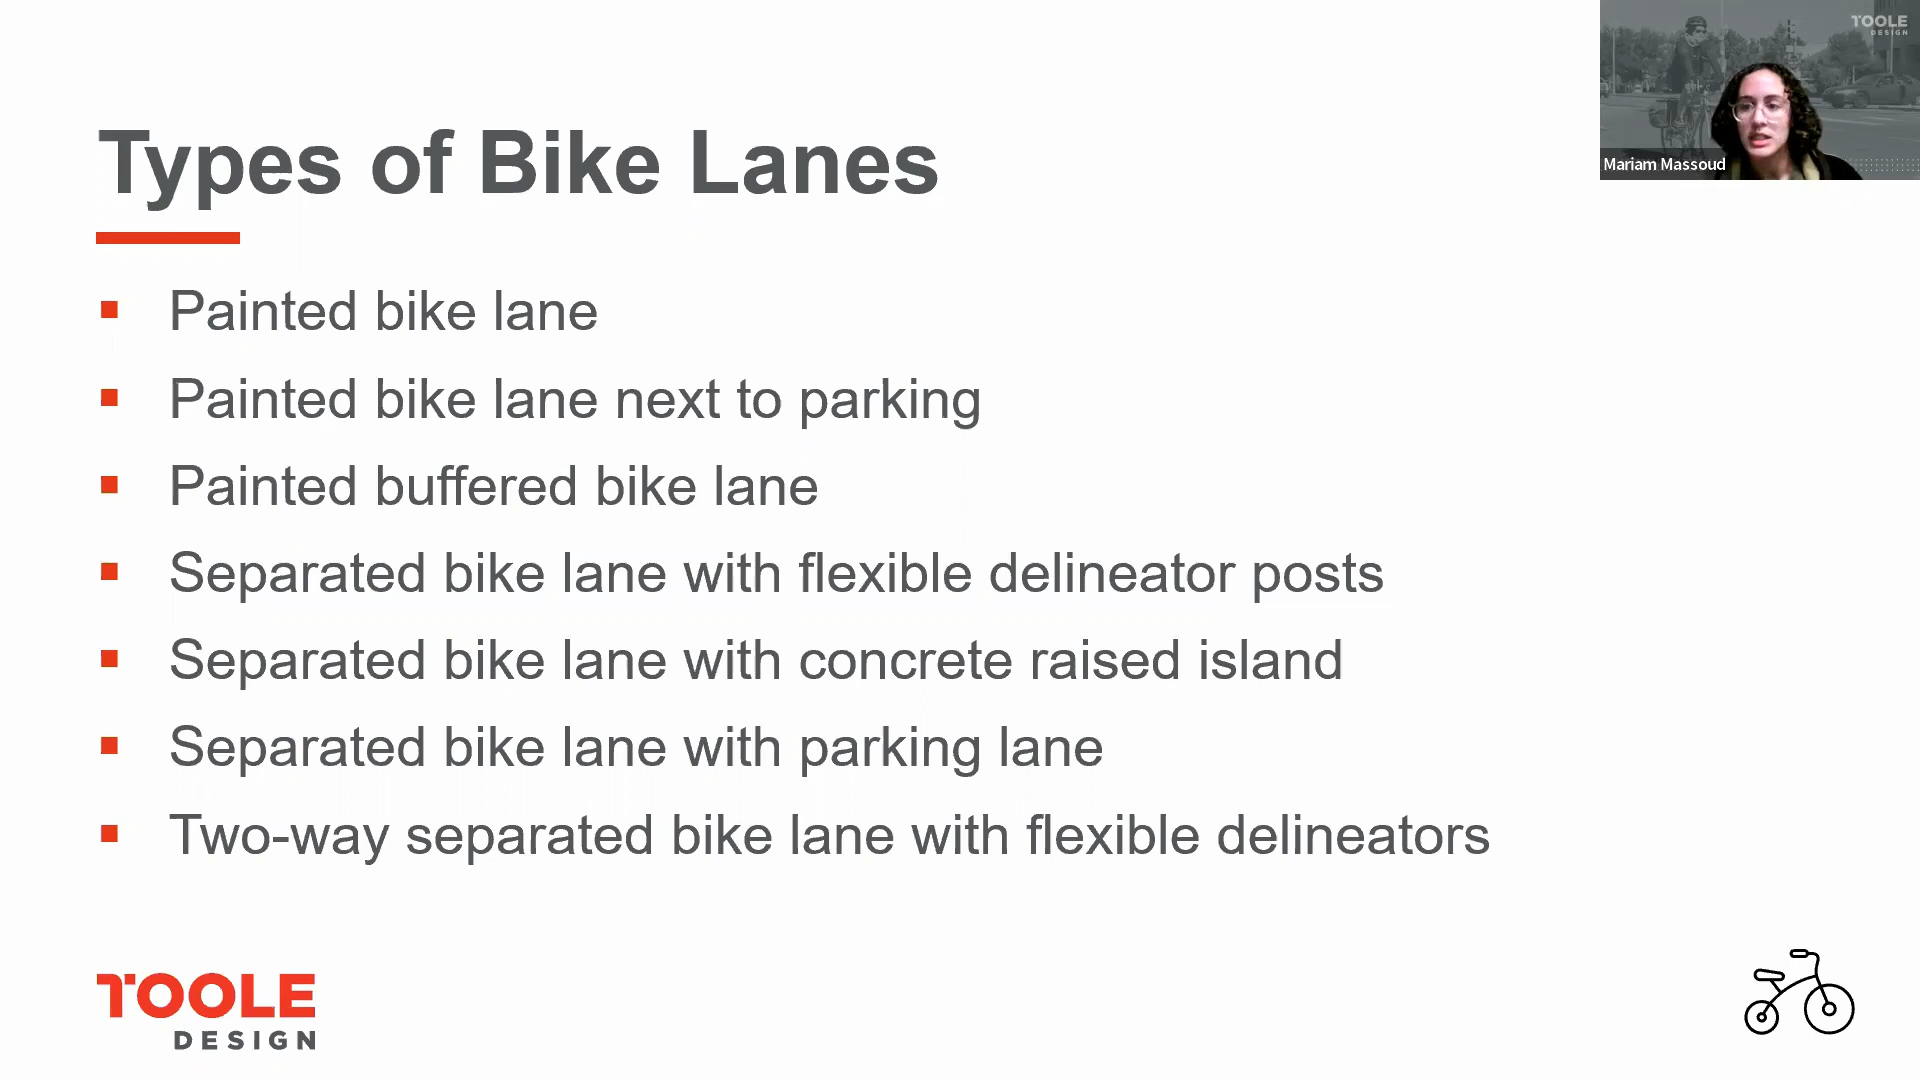 Types of Bike Lanes
Painted bike lane
Painted bike lane next to parking
Painted buffered bike lane
Separated bike lane with flexible delineator posts
Separated bike lane with concrete raised island
Separated bike lane with parking lane
Two-way separated bike lane with flexible delineators
TOOLE
DESIGN
TOOLE
DESIGN
Mariam Massoud